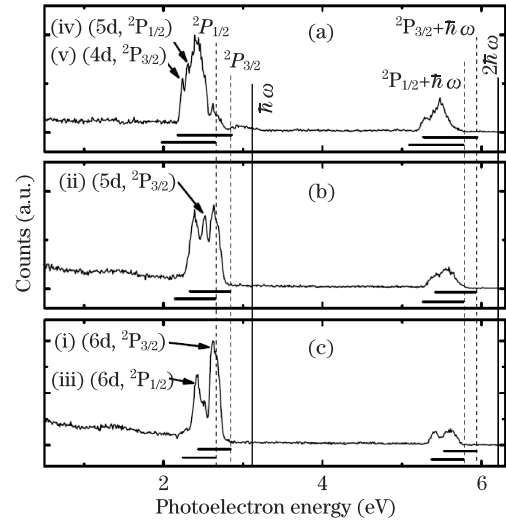 (iv) (5d, ²P₁/₂) ²P₁/₂ (a) ²P₃/₂+ℏω
(v) (4d, ²P₃/₂) ²P₃/₂ ℏω ²P₁/₂+ℏω 2ℏω
(ii) (5d, ²P₃/₂) (b)
Counts (a.u.)
(i) (6d, ²P₃/₂) (c)
(iii) (6d, ²P₁/₂)
2 4 6
Photoelectron energy (eV)